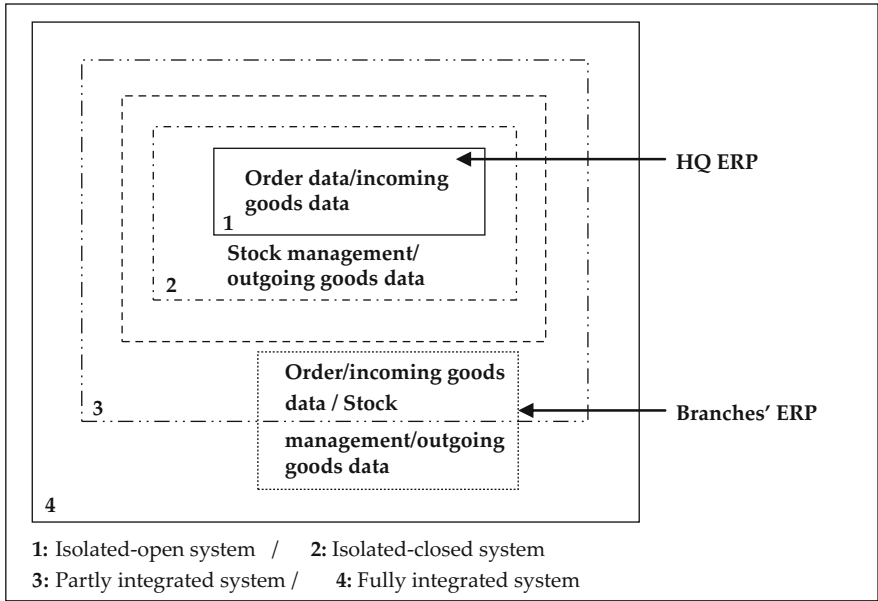 Order data/incoming
goods data
1
HQ ERP
Stock management/
outgoing goods data
2
Order/incoming goods
data / Stock
3
management/outgoing
goods data
Branches’ ERP
4
1: Isolated-open system / 2: Isolated-closed system
3: Partly integrated system / 4: Fully integrated system